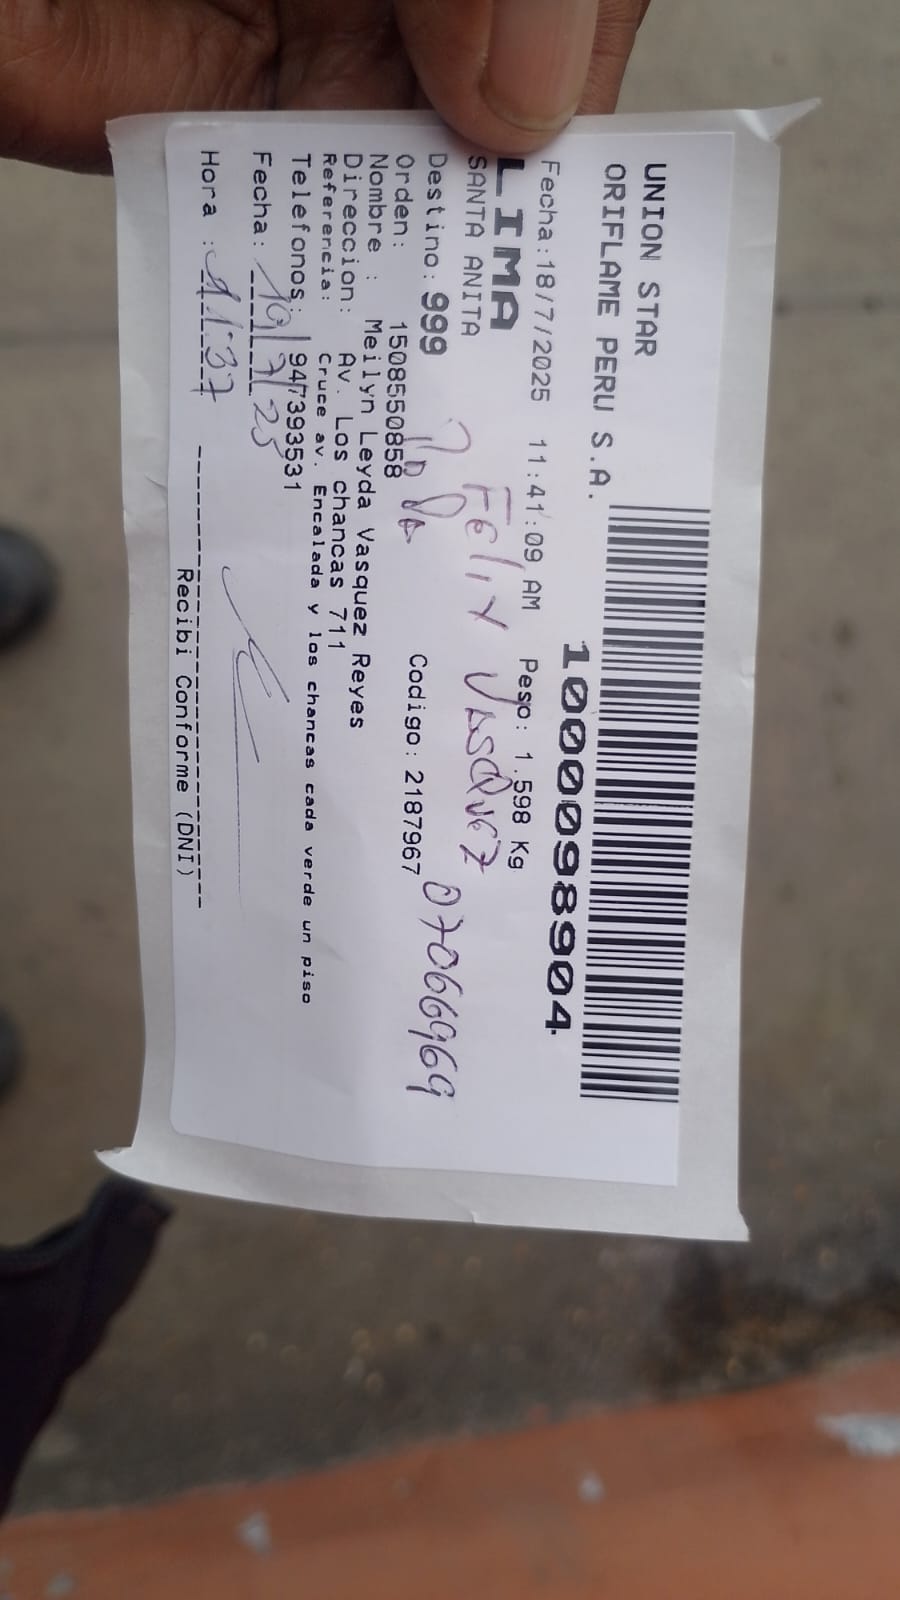 UNION STAR
ORIFLAME PERU S.A.
1000098904
Fecha:18/7/2025 11:41:09 AM Peso: 1.598 Kg
LIMA
SANTA ANITA
Felix Vasquez
Destino: 999
07066969
Orden: 1508550858 Codigo: 2187967
Nombre : Meilyn Leyda Vasquez Reyes
Direccion: Av. Los chancas 711
Referencia: Cruce av. Encalada y los chancas cada verde un piso
Telefonos: 947393531
Fecha: 19/7/25
Hora : 11:37
Recibi Conforme (DNI)